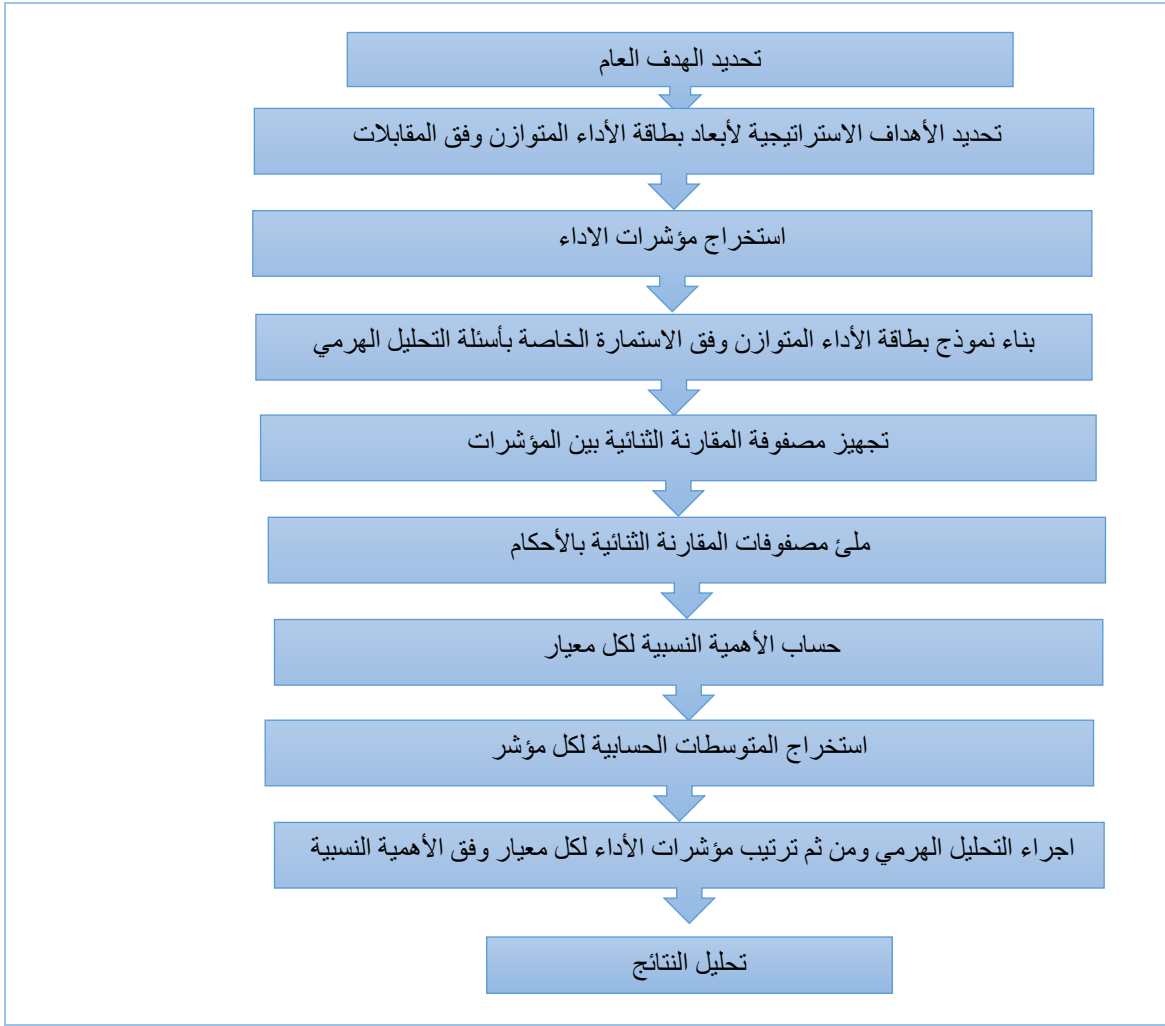 تحديد الهدف العام
تحديد الأهداف الاستراتيجية لأبعاد بطاقة الأداء المتوازن وفق المقابلات
استخراج مؤشرات الاداء
بناء نموذج بطاقة الأداء المتوازن وفق الاستمارة الخاصة بأسئلة التحليل الهرمي
تجهيز مصفوفة المقارنة الثنائية بين المؤشرات
ملئ مصفوفات المقارنة الثنائية بالأحكام
حساب الأهمية النسبية لكل معيار
استخراج المتوسطات الحسابية لكل مؤشر
اجراء التحليل الهرمي ومن ثم ترتيب مؤشرات الأداء لكل معيار وفق الأهمية النسبية
تحليل النتائج